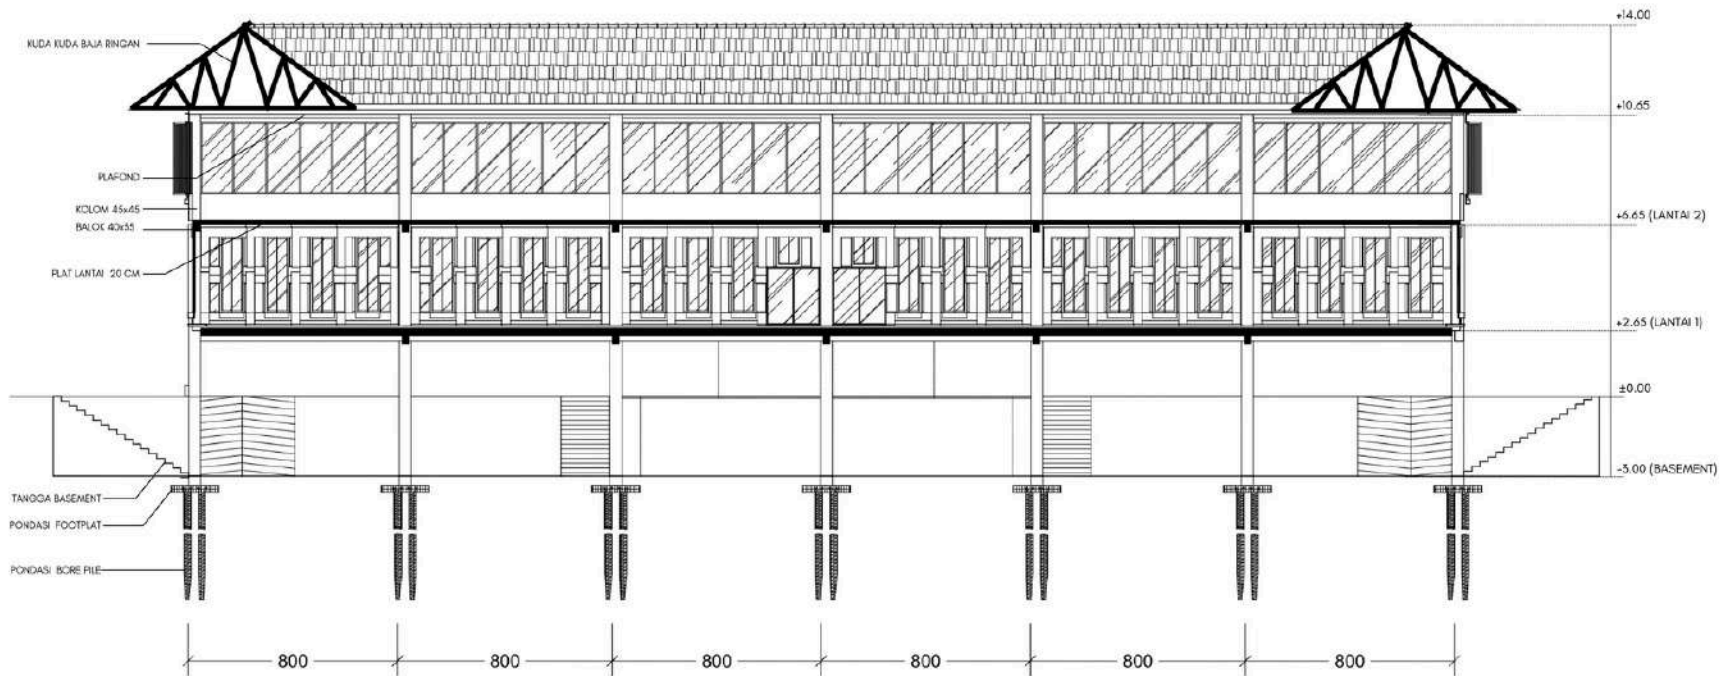 +14.00
KUDA KUDA BAJA RINGAN
+10.65
PLAFOND
KOLOM 45x45
+6.65 (LANTAI 2)
BALOK 40x55
PLAT LANTAI 20 CM
+2.65 (LANTAI 1)
±0.00
-3.00 (BASEMENT)
TANGGA BASEMENT
PONDASI FOOTPLAT
PONDASI BORE PILE
800 800 800 800 800 800